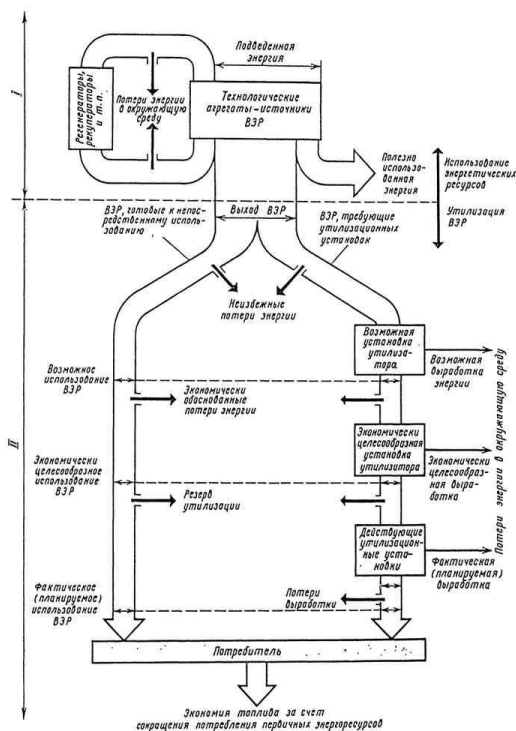 I
Подведенная
энергия
Регенераторы,
рекуператоры
и т.п.
Потери энергии
в окружающую
среду
Технологические
агрегаты-источники
ВЭР
Полезно
использо-
ванная
энергия
Использование
энергетических
ресурсов
Утилизация
ВЭР
ВЭР, готовые к непо-
средственному исполь-
зованию
Выход ВЭР
ВЭР, требующие
утилизационных
установок
Неизбежные
потери энергии
Возможная
установка
утилиза-
тора
Возможная
выработка
энергии
Возможное
использование
ВЭР
Экономически
обоснованные
потери энергии
II
Экономически
целесообразная
установка
утилизатора
Экономически
целесообраз-
ная выра-
ботка
Потери энергии в окружающую среду
Экономически
целесообразное
использование
ВЭР
Резерв
утилизации
Действующие
утилизацион-
ные уста-
новки
Фактическая
(планируемая)
выработка
Фактическое
(планируемое)
использование
ВЭР
Потери
выработки
Потребитель
Экономия топлива за счет
сокращения потребления первичных энергоресурсов